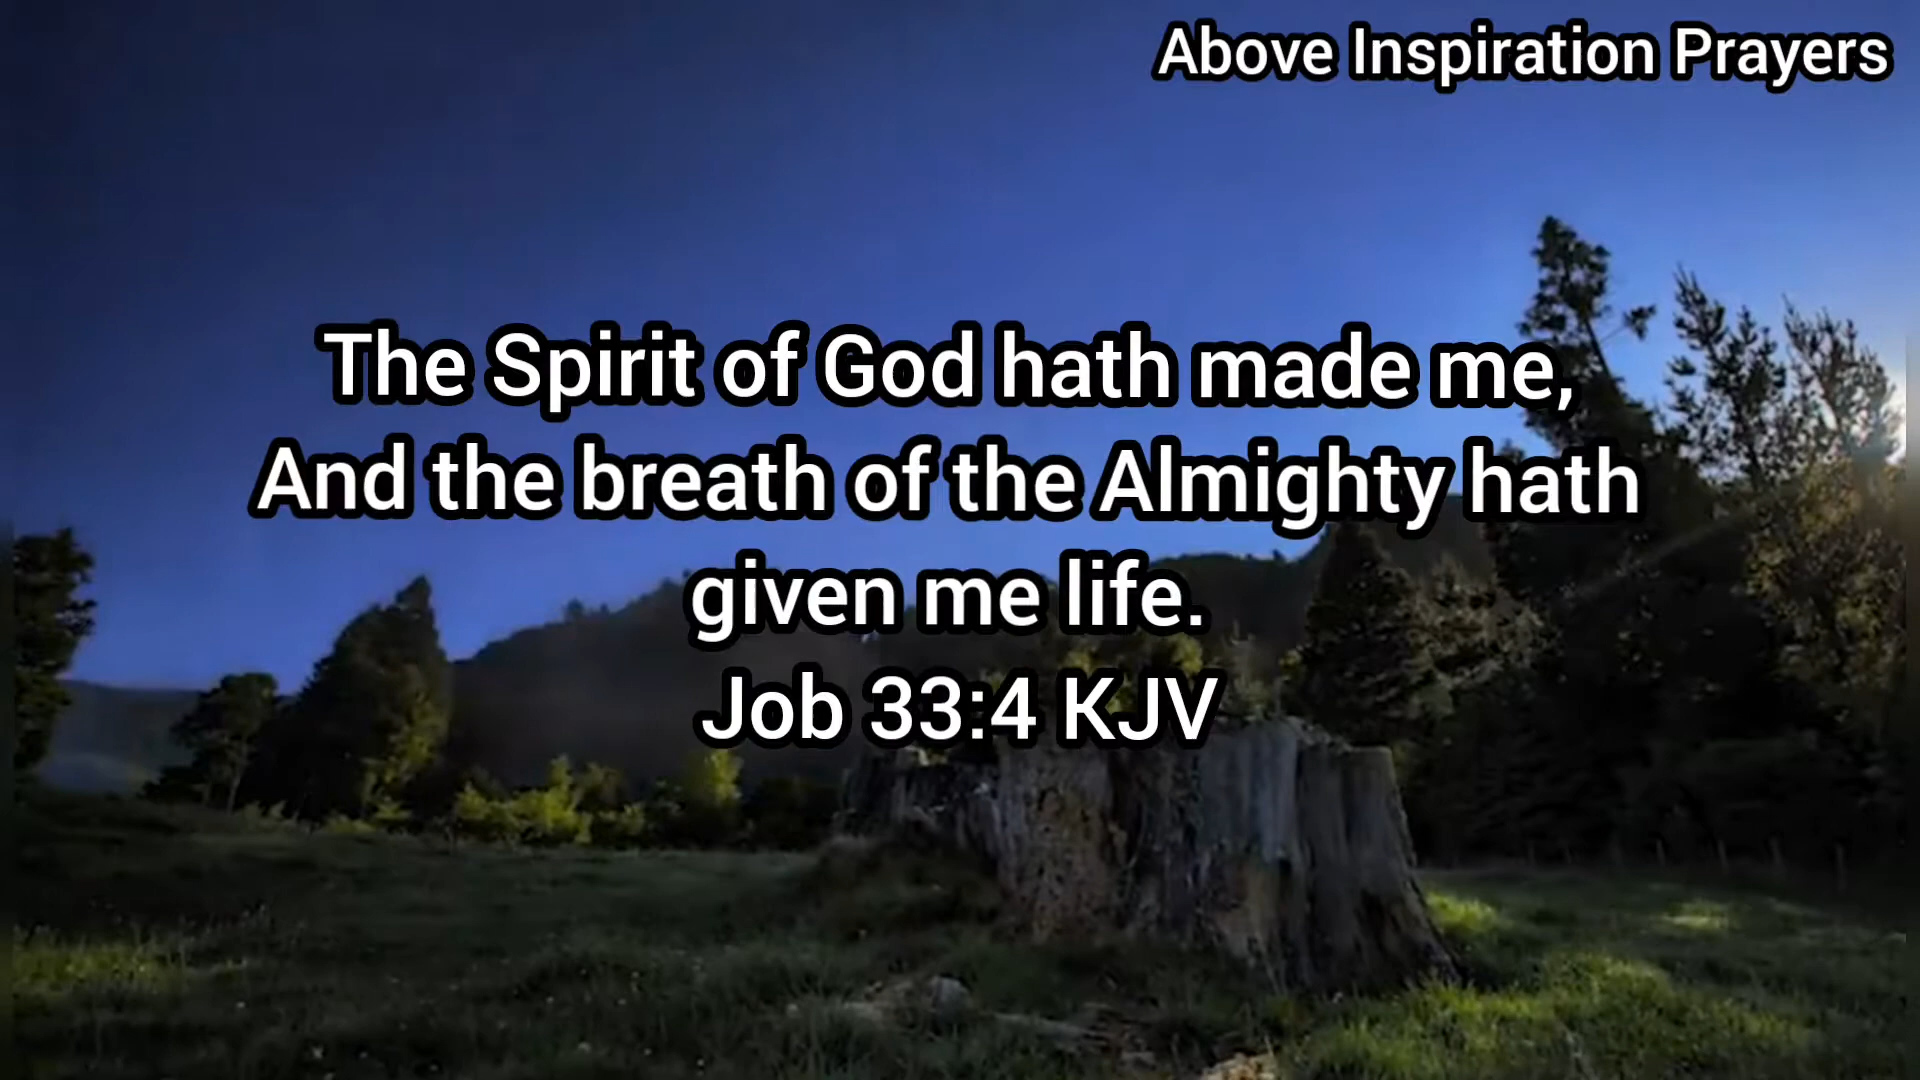 Above Inspiration Prayers
The Spirit of God hath made me,
And the breath of the Almighty hath
given me life.
Job 33:4 KJV